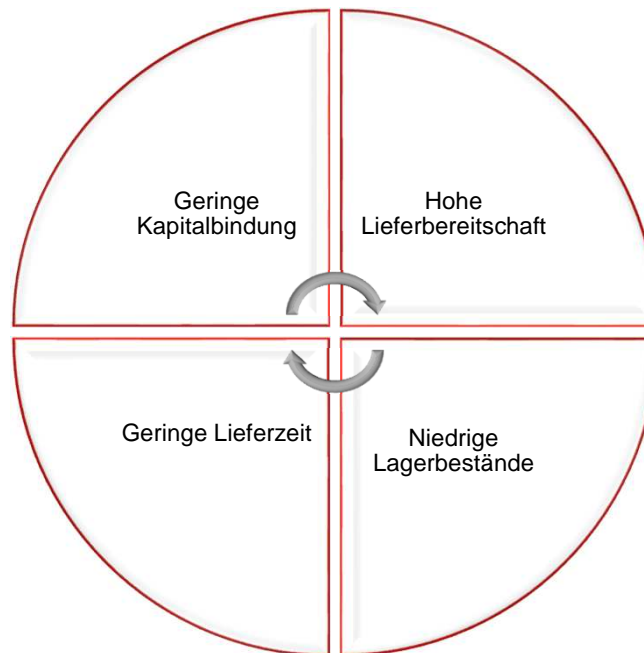 Geringe
Kapitalbindung
Hohe
Lieferbereitschaft
Geringe Lieferzeit
Niedrige
Lagerbestände